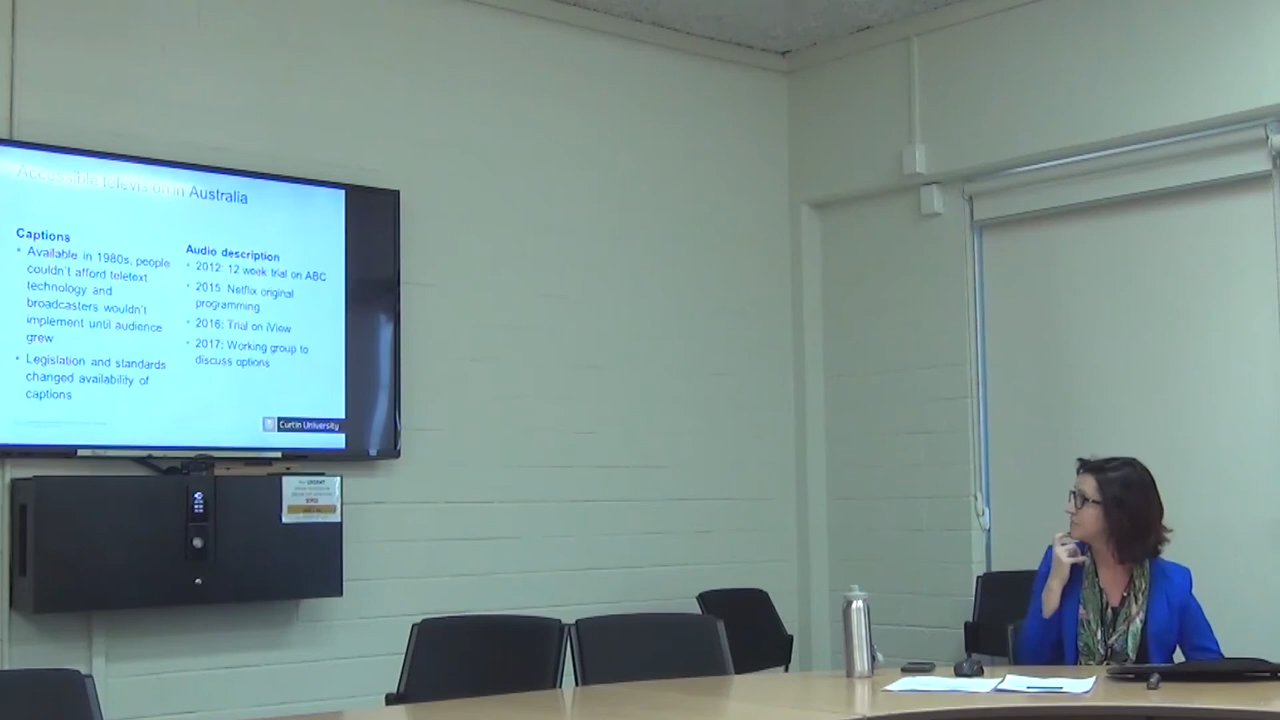 Accessible television in Australia
Captions
• Available in 1980s, people
couldn't afford teletext
technology and
broadcasters wouldn't
implement until audience
grew
• Legislation and standards
changed availability of
captions
Audio description
• 2012: 12 week trial on ABC
• 2015: Netflix original
programming
• 2016: Trial on iView
• 2017: Working group to
discuss options
Curtin University
For URGENT